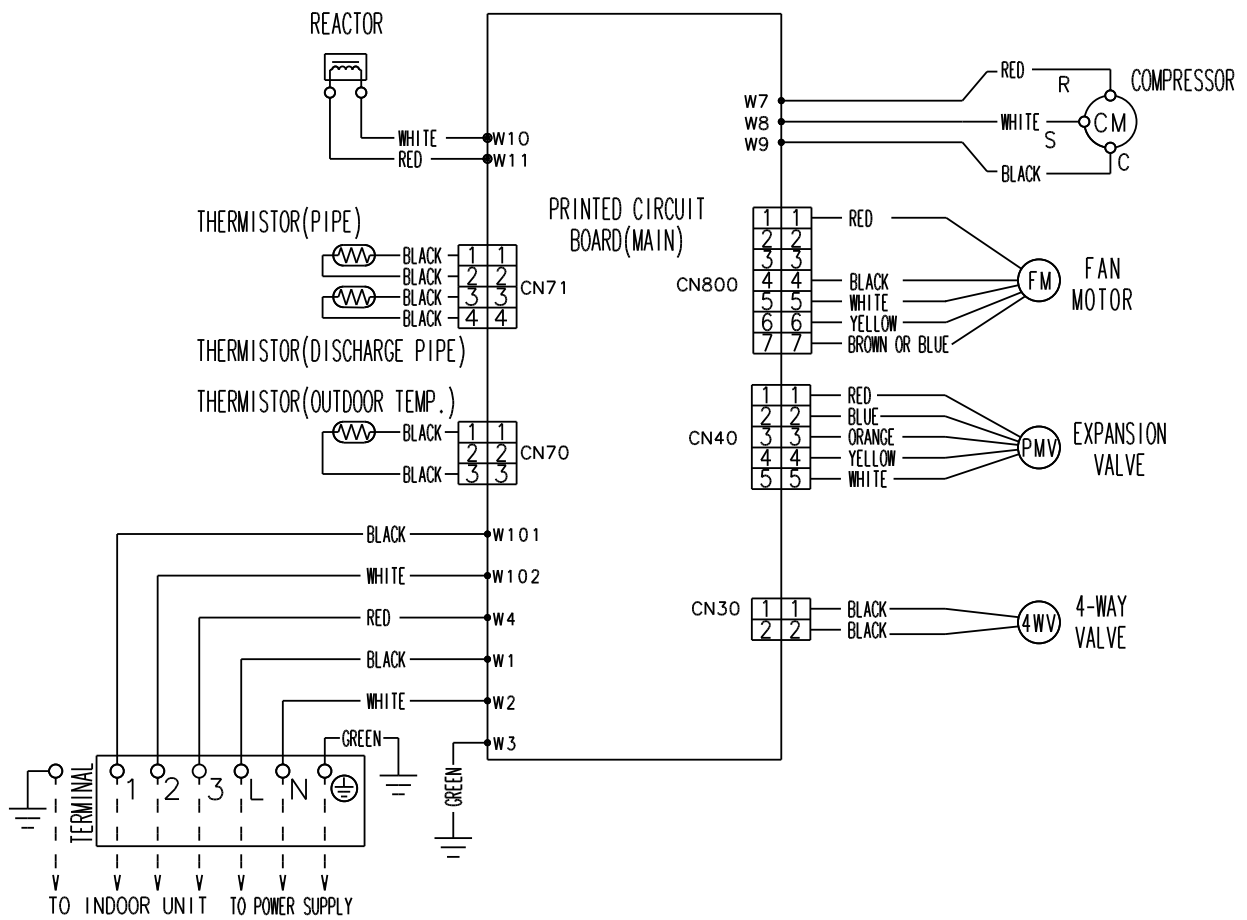 REACTOR
WHITE W10
RED W11
W7 RED R
COMPRESSOR
W8 WHITE S CM
W9 BLACK C
PRINTED CIRCUIT
BOARD(MAIN)
THERMISTOR(PIPE)
BLACK 1 1
BLACK 2 2
BLACK 3 3
BLACK 4 4
CN71
THERMISTOR(DISCHARGE PIPE)
THERMISTOR(OUTDOOR TEMP.)
BLACK 1 1
2 2
BLACK 3 3
CN70
CN800
1 1 RED
2 2
3 3
4 4 BLACK
5 5 WHITE
6 6 YELLOW
7 7 BROWN OR BLUE
FM
FAN
MOTOR
CN40
1 1 RED
2 2 BLUE
3 3 ORANGE
4 4 YELLOW
5 5 WHITE
PMV
EXPANSION
VALVE
CN30
1 1 BLACK
2 2 BLACK
4WV
4-WAY
VALVE
BLACK W101
WHITE W102
RED W4
BLACK W1
WHITE W2
GREEN
W3
GREEN
TERMINAL
1 2 3 L N
TO INDOOR UNIT
TO POWER SUPPLY